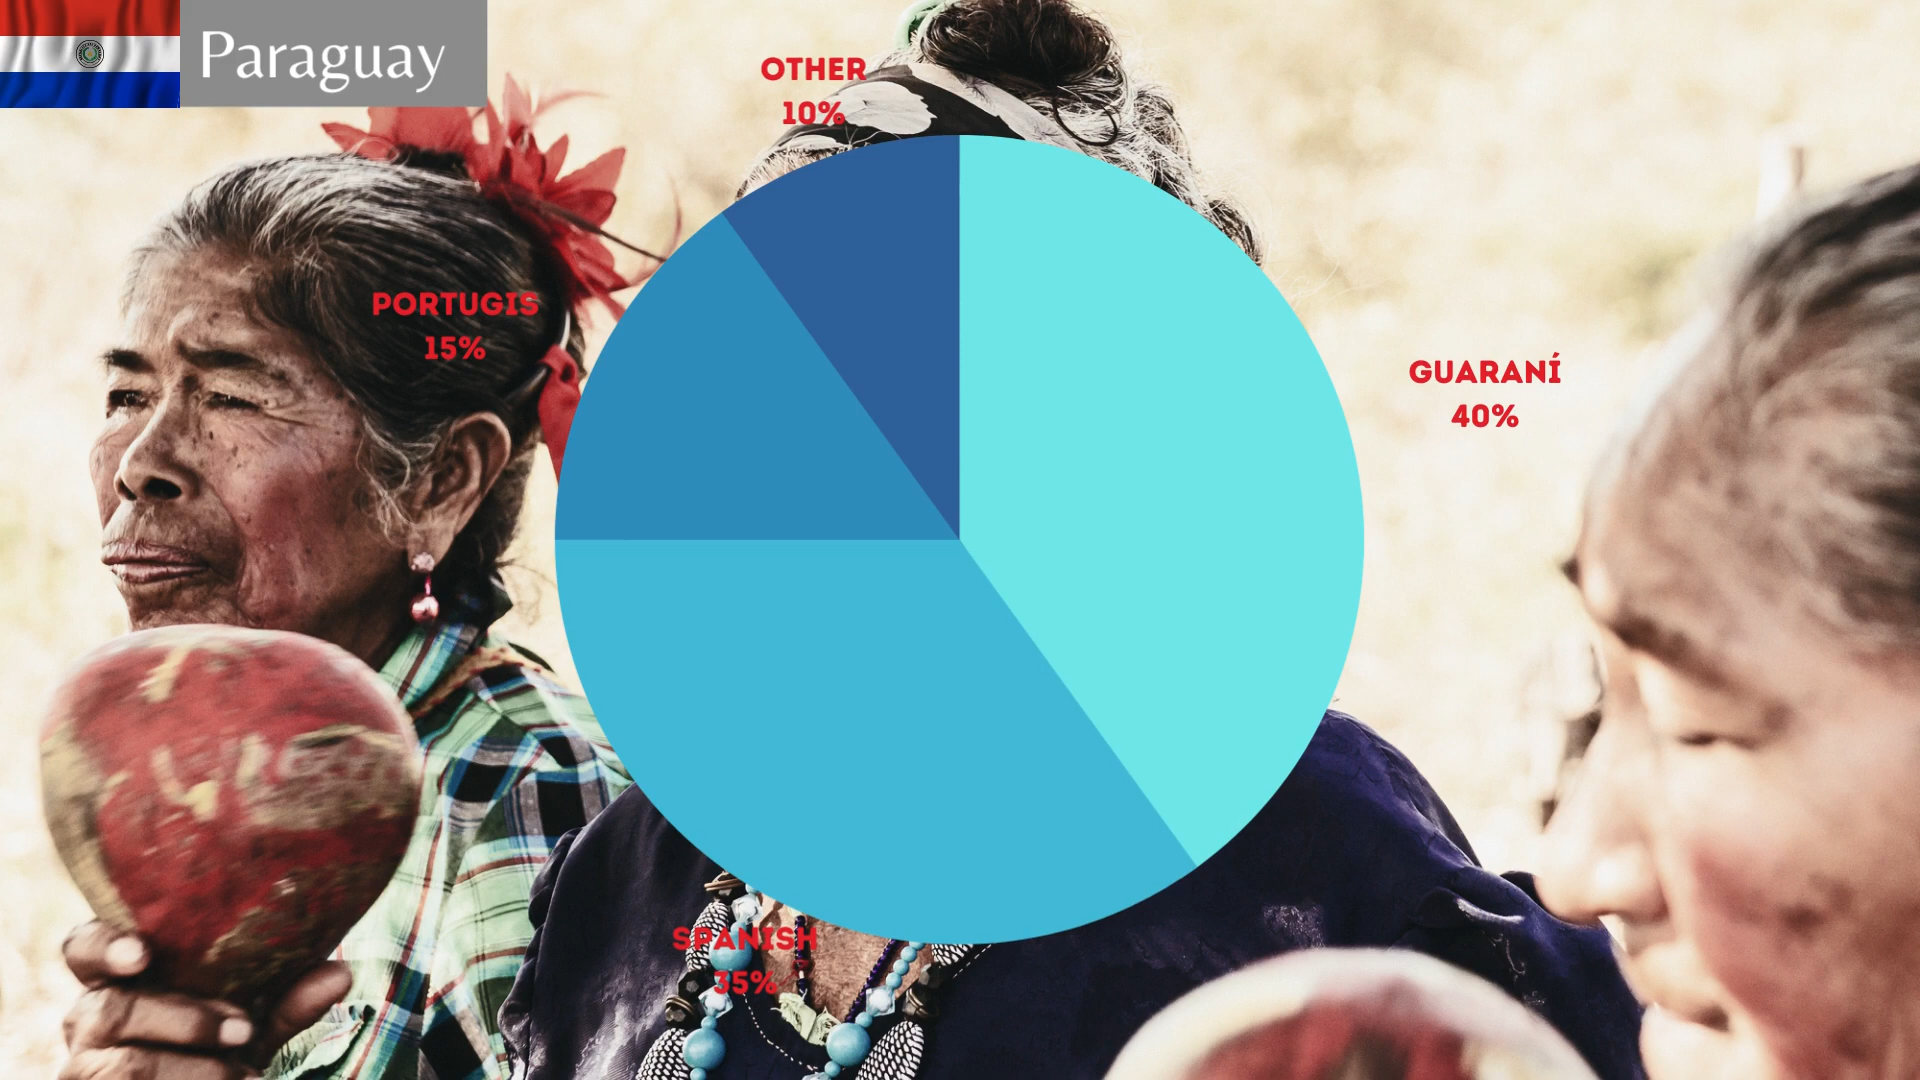 Paraguay
OTHER
10%
PORTUGIS
15%
GUARANÍ
40%
SPANISH
35%